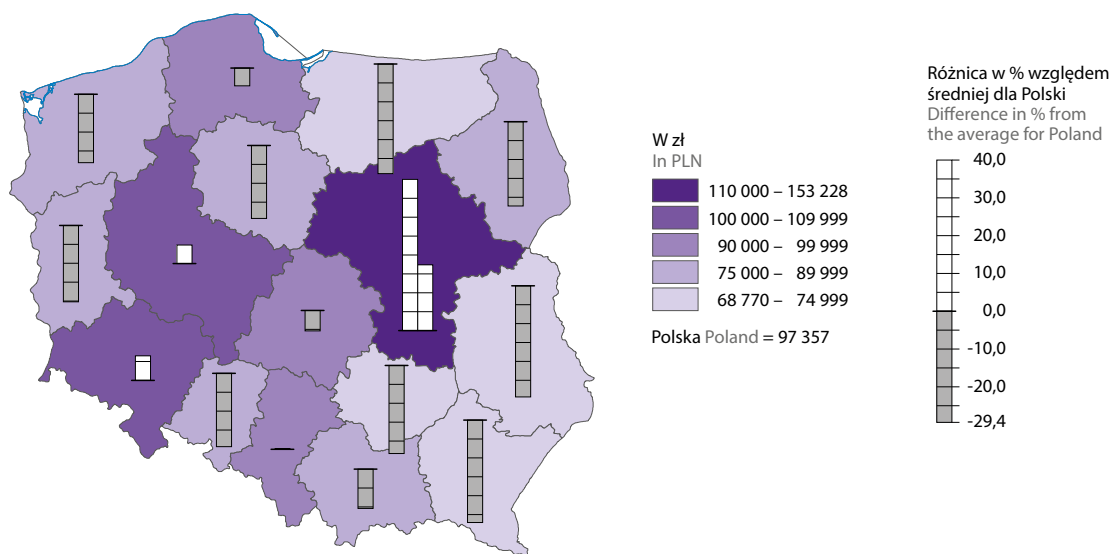 W zł
In PLN
110 000 – 153 228
100 000 – 109 999
90 000 – 99 999
75 000 – 89 999
68 770 – 74 999
Polska Poland = 97 357
Różnica w % względem
średniej dla Polski
Difference in % from
the average for Poland
40,0
30,0
20,0
10,0
0,0
-10,0
-20,0
-29,4